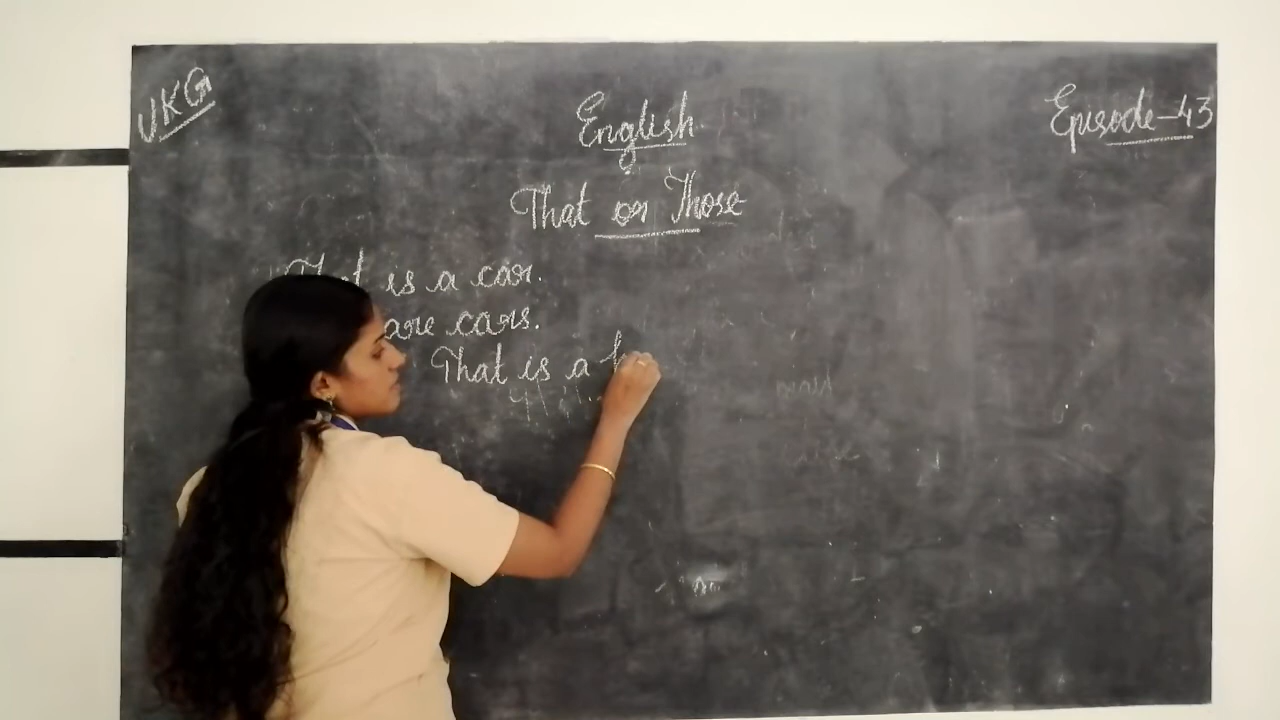 UKG
English
Episode-43
That or Those
That is a car.
are cars.
That is a